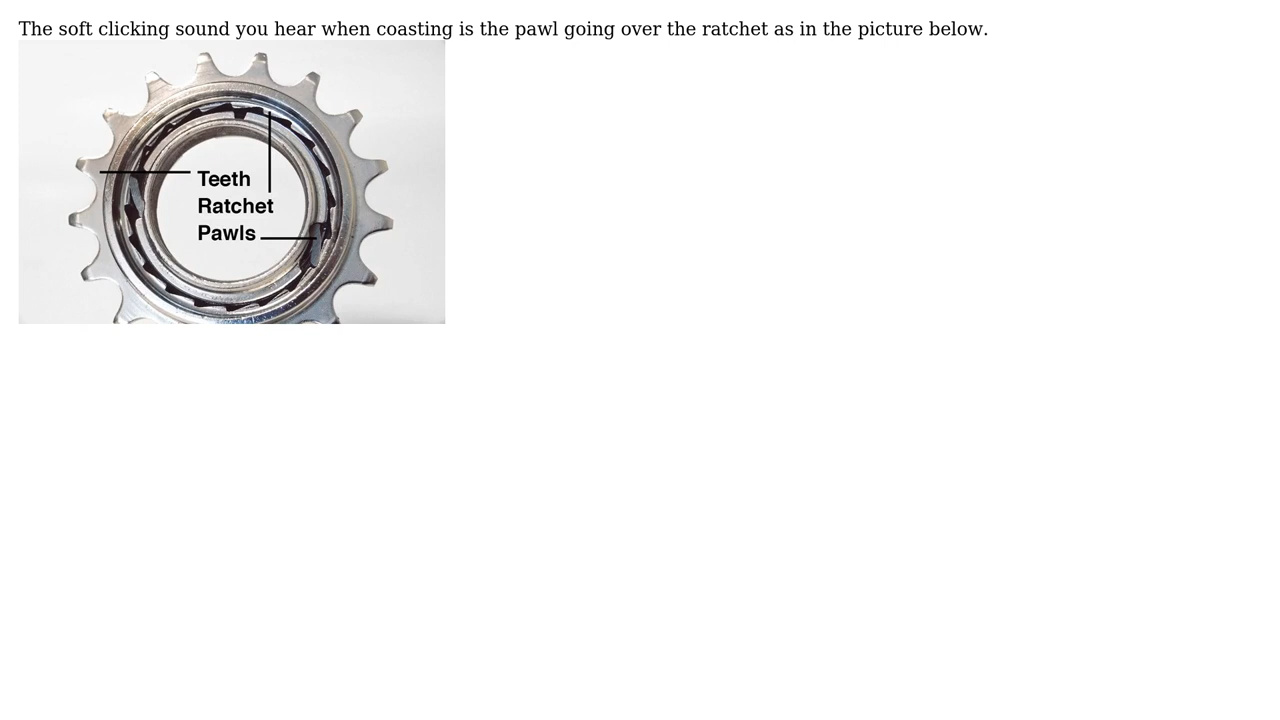 The soft clicking sound you hear when coasting is the pawl going over the ratchet as in the picture below.
Teeth
Ratchet
Pawls